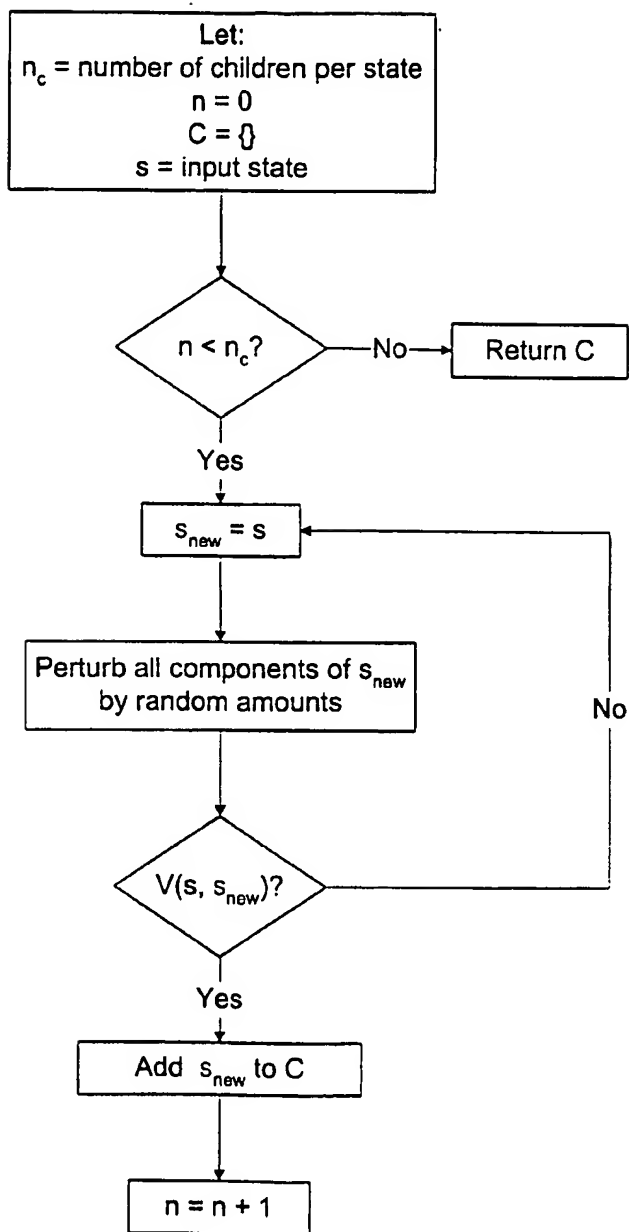 Let:
n_c = number of children per state
n = 0
C = {}
s = input state
n < n_c?
No
Return C
Yes
s_new = s
Perturb all components of s_new
by random amounts
No
V(s, s_new)?
Yes
Add s_new to C
n = n + 1